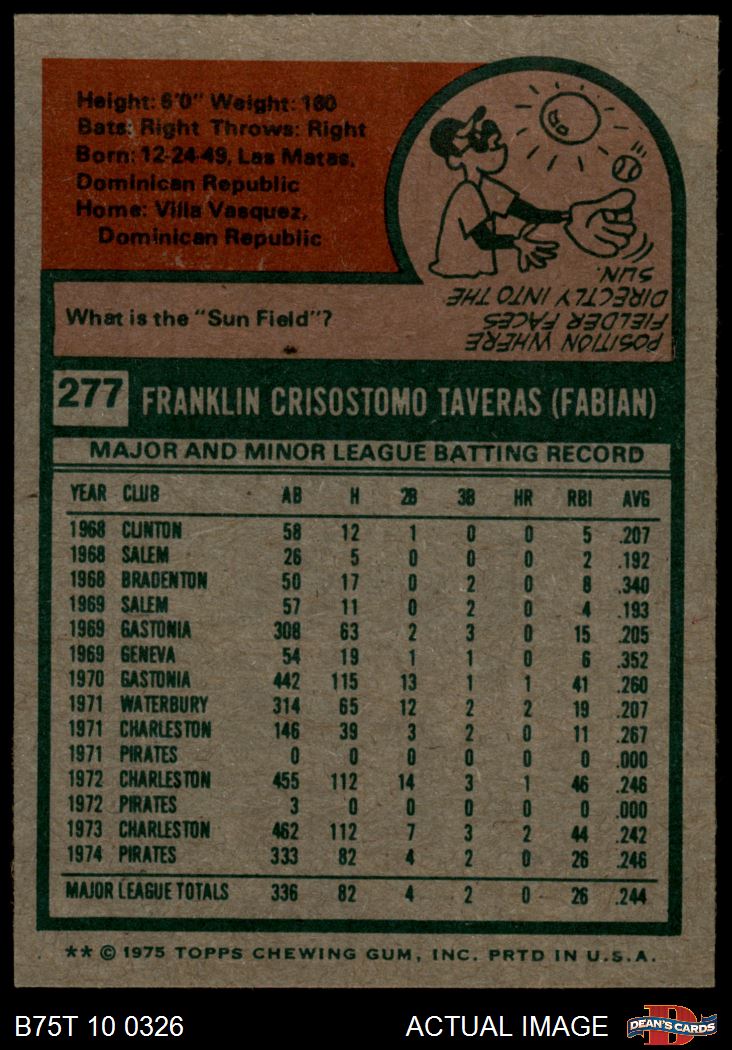 Height: 6'0" Weight: 160
Bats: Right Throws: Right
Born: 12-24-49, Las Matas,
Dominican Republic
Home: Villa Vasquez,
Dominican Republic
What is the "Sun Field"?
POSITION WHERE
FIELDER FACES
DIRECTLY INTO THE
SUN.
277 FRANKLIN CRISOSTOMO TAVERAS (FABIAN)
MAJOR AND MINOR LEAGUE BATTING RECORD
YEAR CLUB AB H 2B 3B HR RBI AVG
1968 CLINTON 58 12 1 0 0 5 .207
1968 SALEM 26 5 0 0 0 2 .192
1968 BRADENTON 50 17 0 2 0 8 .340
1969 SALEM 57 11 0 2 0 4 .193
1969 GASTONIA 308 63 2 3 0 15 .205
1969 GENEVA 54 19 1 1 0 6 .352
1970 GASTONIA 442 115 13 1 1 41 .260
1971 WATERBURY 314 65 12 2 2 19 .207
1971 CHARLESTON 146 39 3 2 0 11 .267
1971 PIRATES 0 0 0 0 0 0 .000
1972 CHARLESTON 455 112 14 3 1 46 .246
1972 PIRATES 3 0 0 0 0 0 .000
1973 CHARLESTON 462 112 7 3 2 44 .242
1974 PIRATES 333 82 4 2 0 26 .246
MAJOR LEAGUE TOTALS 336 82 4 2 0 26 .244
** © 1975 TOPPS CHEWING GUM, INC. PRTD IN U.S.A.
B75T 10 0326 ACTUAL IMAGE DEAN'S CARDS